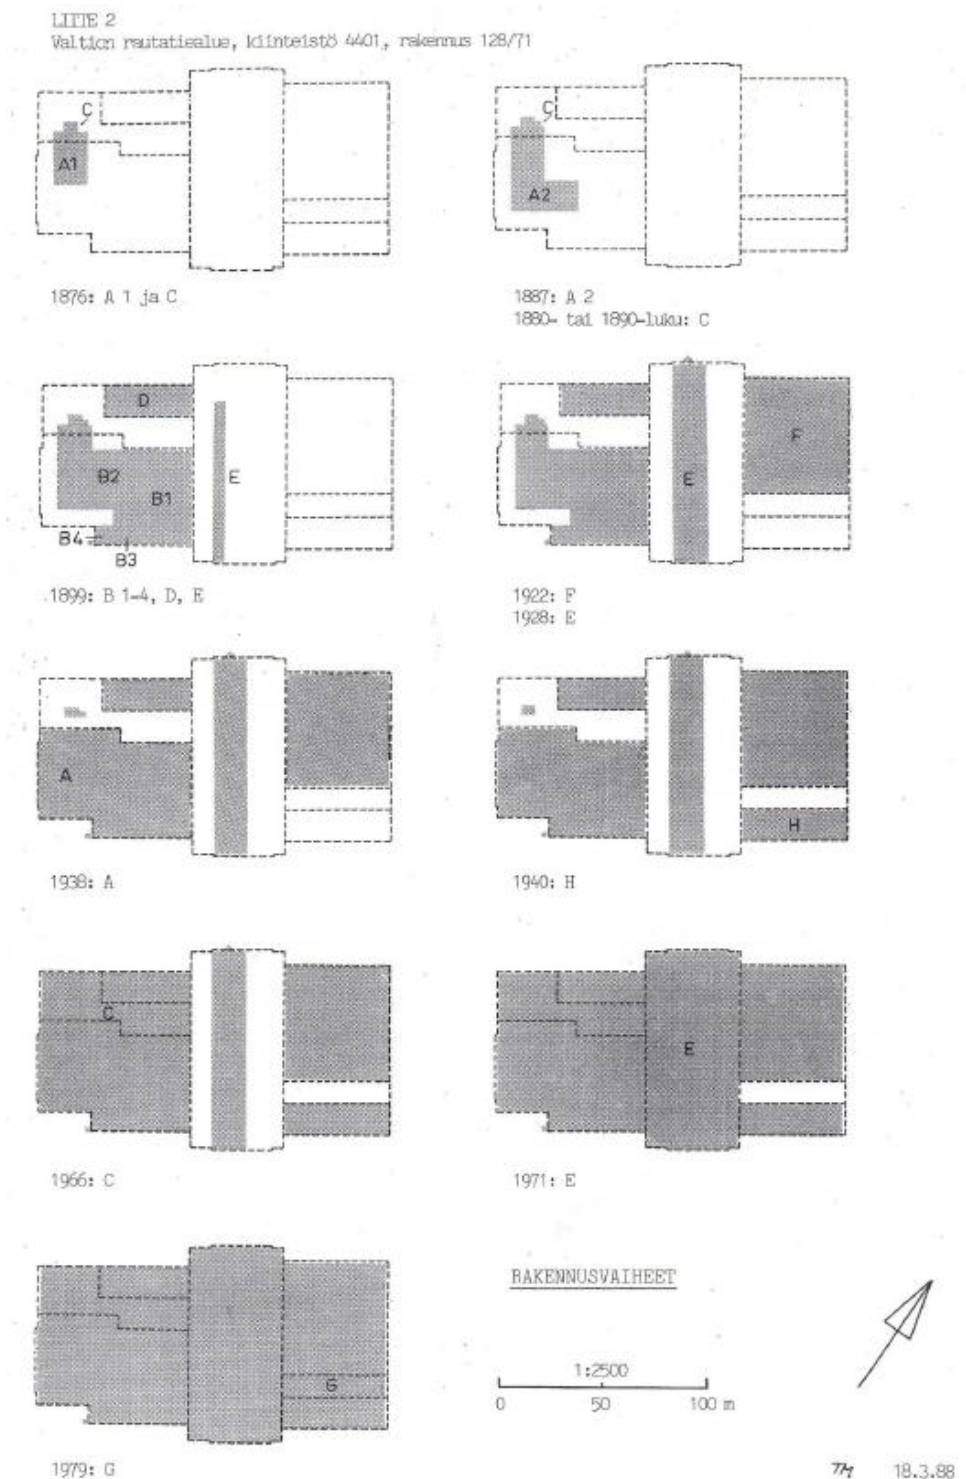 LIITE 2
Valtion rautatiealue, kiinteistö 4401, rakennus 128/71
C
A1
C
A2
1876: A 1 ja C
1887: A 2
1880- tai 1890-luku: C
D
B2
B1
E
B4
B3
F
E
1899: B 1-4, D, E
1922: F
1928: E
A
H
1938: A
1940: H
C
E
1966: C
1971: E
RAKENNUSVAIHEET
1:2500
0 50 100 m
G
1979: G
TM 18.3.88